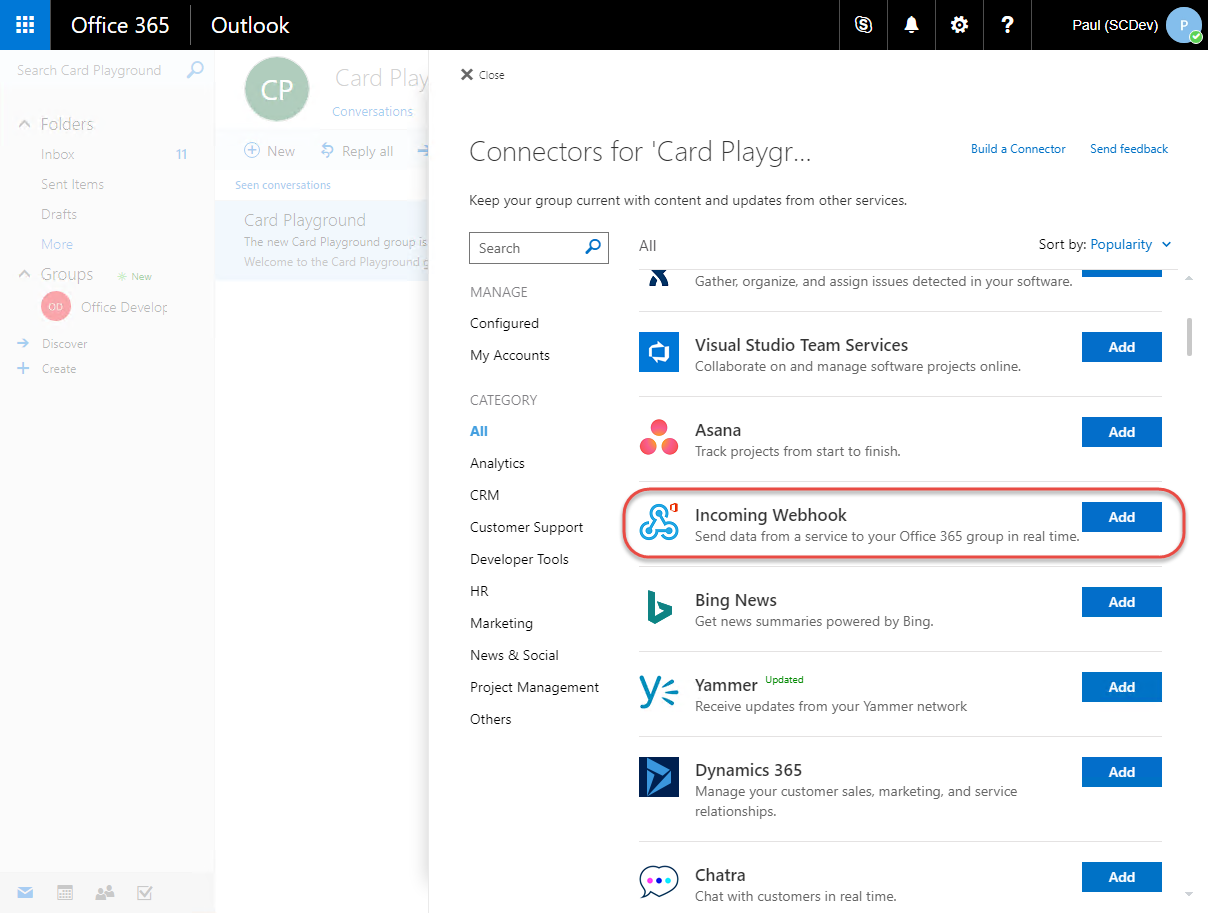 Office 365
Outlook
?
Paul (SCDev)
P
Search Card Playground
Folders
Inbox 11
Sent Items
Drafts
More
Groups New
OD Office Develop
Discover
Create
CP
Card Play
Conversations
New
Reply all
Seen conversations
Card Playground
The new Card Playground group is
Welcome to the Card Playground g
Close
Connectors for 'Card Playgr...
Build a Connector
Send feedback
Keep your group current with content and updates from other services.
Search
MANAGE
Configured
My Accounts
CATEGORY
All
Analytics
CRM
Customer Support
Developer Tools
HR
Marketing
News & Social
Project Management
Others
All
Sort by: Popularity
Gather, organize, and assign issues detected in your software.
Visual Studio Team Services
Collaborate on and manage software projects online.
Add
Asana
Track projects from start to finish.
Add
Incoming Webhook
Send data from a service to your Office 365 group in real time.
Add
Bing News
Get news summaries powered by Bing.
Add
Yammer Updated
Receive updates from your Yammer network
Add
Dynamics 365
Manage your customer sales, marketing, and service
relationships.
Add
Chatra
Chat with customers in real time.
Add